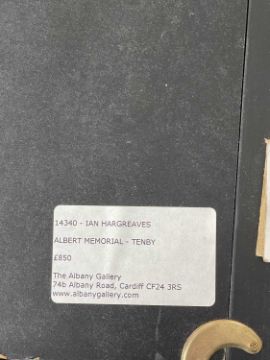 14340 - IAN HARGREAVES
ALBERT MEMORIAL - TENBY
£850
The Albany Gallery
74b Albany Road, Cardiff CF24 3RS
www.albanygallery.com